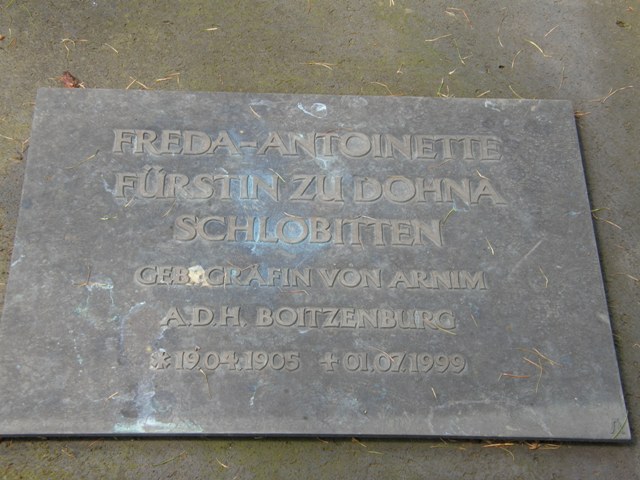 FREDA-ANTOINETTE
FÜRSTIN ZU DOHNA
SCHLOBITTEN
GEB. GRÄFIN VON ARNIM
A.D.H. BOITZENBURG
*19.04.1905 +01.07.1999